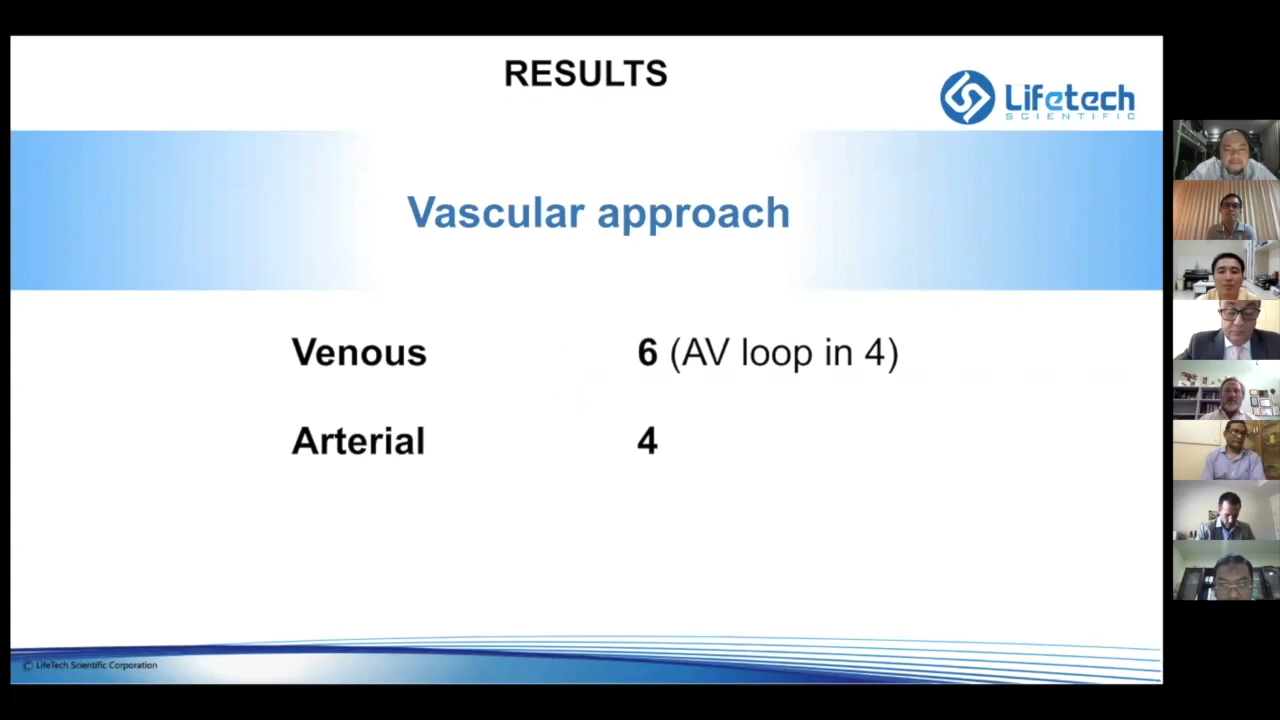 RESULTS
Lifetech
SCIENTIFIC
Vascular approach
Venous 6 (AV loop in 4)
Arterial 4
© LifeTech Scientific Corporation